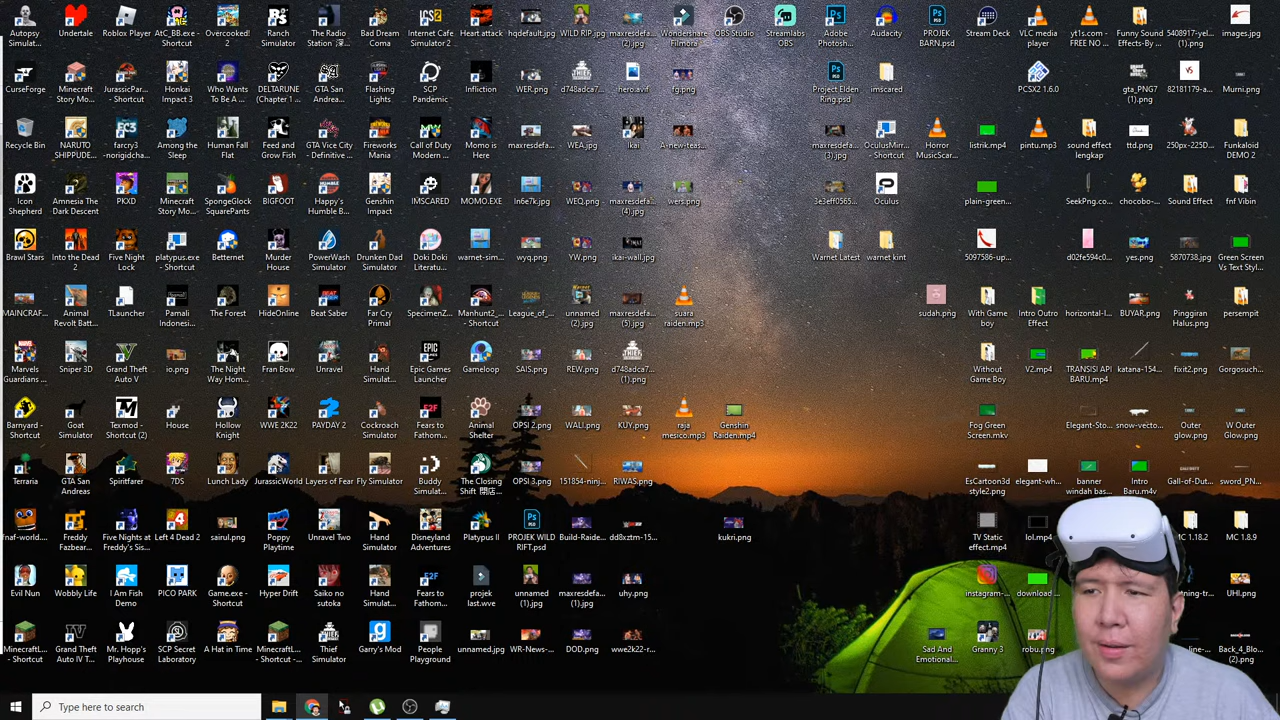 Autopsy Simulat...
Undertale
Roblox Player
AtC_BB.exe - Shortcut
Overcooked! 2
Ranch Simulator
The Radio Station
Bad Dream Coma
Internet Cafe Simulator 2
Heart attack
hqdefault.jpg
WILD RIP.jpg
maxresdefa... (2).jpg
Wondershare Filmora
OBS Studio
Streamlabs OBS
Adobe Photosh...
Audacity
PROJEK BARN.psd
Stream Deck
VLC media player
yt1s.com - FREE NO ...
Funny Sound Effects-By ...
5408917-yel... (1).png
images.jpg
CurseForge
Minecraft Story Mo...
JurassicPar... - Shortcut
Honkai Impact 3
Who Wants To Be A ...
DELTARUNE (Chapter 1 ...
GTA San Andrea...
Flashing Lights
SCP Pandemic
Infliction
WER.png
d748adca7...
hero.avif
fg.png
Project Elden Ring.psd
imscared
PCSX2 1.6.0
gta_PNG7 (1).png
82181179-a...
Murni.png
Recycle Bin
NARUTO SHIPPUDE...
farcry3 -norigidcha...
Among the Sleep
Human Fall Flat
Feed and Grow Fish
GTA Vice City - Definitive ...
Fireworks Mania
Call of Duty Modern ...
Momo is Here
maxresdefa...
WEA.jpg
Ikai
A-new-teas...
maxresdefa... (3).jpg
OculusMirr... - Shortcut
Horror MusicScar...
listrik.mp4
pintu.mp3
sound effect lengkap
ttd.png
250px-225D...
Funkaloid DEMO 2
Icon Shepherd
Amnesia The Dark Descent
PKXD
Minecraft Story Mo...
SpongeGlock SquarePants
BIGFOOT
Happy's Humble B...
Genshin Impact
IMSCARED
MOMO.EXE
ln6e7k.jpg
WEQ.png
maxresdefa... (4).jpg
wers.png
3e3eff0565...
Oculus
plain-green...
SeekPng.co...
chocobo-...
Sound Effect
fnf Vibin
Brawl Stars
Into the Dead 2
Five Night Lock
platypus.exe - Shortcut
Betternet
Murder House
PowerWash Simulator
Drunken Dad Simulator
Doki Doki Literatu...
warnet-sim...
wyq.png
YW.png
ikai-wall.jpg
Warnet Latest
warnet kint
5097586-up...
d02fe594c0...
yes.png
5870738.jpg
Green Screen Vs Text Styl...
MAINCRAF...
Animal Revolt Batt...
TLauncher
Pamali Indonesi...
The Forest
HideOnline
Beat Saber
Far Cry Primal
SpecimenZ...
Manhunt2_... - Shortcut
League_of_...
unnamed (2).jpg
maxresdefa... (5).jpg
suara raiden.mp3
sudah.png
With Game boy
Intro Outro Effect
horizontal-l...
BUYAR.png
Pinggiran Halus.png
persempit
Marvels Guardians ...
Sniper 3D
Grand Theft Auto V
io.png
The Night Way Hom...
Fran Bow
Unravel
Hand Simulat...
Epic Games Launcher
Gameloop
SAIS.png
REW.png
d748adca7... (1).png
Without Game Boy
V2.mp4
TRANSISI API BARU.mp4
katana-154...
fixit2.png
Gorgosuch...
Barnyard - Shortcut
Goat Simulator
Texmod - Shortcut (2)
House
Hollow Knight
WWE 2K22
PAYDAY 2
Cockroach Simulator
Fears to Fathom...
Animal Shelter
OPSI 2.png
WALI.png
KUY.png
raja mesico.mp3
Genshin Raiden.mp4
Fog Green Screen.mkv
Elegant-Sto...
snow-vecto...
Outer glow.png
W Outer Glow.png
Terraria
GTA San Andreas
Spiritfarer
7DS
Lunch Lady
JurassicWorld
Layers of Fear
Fly Simulator
Buddy Simulat...
The Closing Shift 閉店...
OPSI 3.png
151854-ninj...
RIWAS.png
EsCartoon3d style2.png
elegant-wh...
banner windah bas...
Intro Baru.m4v
Gall-of-Dut...
sword_PN...
fnaf-world...
Freddy Fazbear...
Five Nights at Freddy's Sis...
Left 4 Dead 2
sairul.png
Poppy Playtime
Unravel Two
Hand Simulator
Disneyland Adventures
Platypus II
PROJEK WILD RIFT.psd
Build-Raide...
dd8xztm-15...
kukri.png
TV Static effect.mp4
lol.mp4
MC 1.18.2
MC 1.8.9
Evil Nun
Wobbly Life
I Am Fish Demo
PICO PARK
Game.exe - Shortcut
Hyper Drift
Saiko no sutoka
Hand Simulat...
Fears to Fathom...
projek last.wve
unnamed (1).jpg
maxresdefa... (1).jpg
uhy.png
instagram-...
download ...
UHI.png
MinecraftL... - Shortcut
Grand Theft Auto IV T...
Mr. Hopp's Playhouse
SCP Secret Laboratory
A Hat in Time
MinecraftL... - Shortcut
Thief Simulator
Garry's Mod
People Playground
unnamed.jpg
WR-News-...
DOD.png
wwe2k22-r...
Sad And Emotional...
Granny 3
robu.png
Back_4_Blo... (2).png
Type here to search